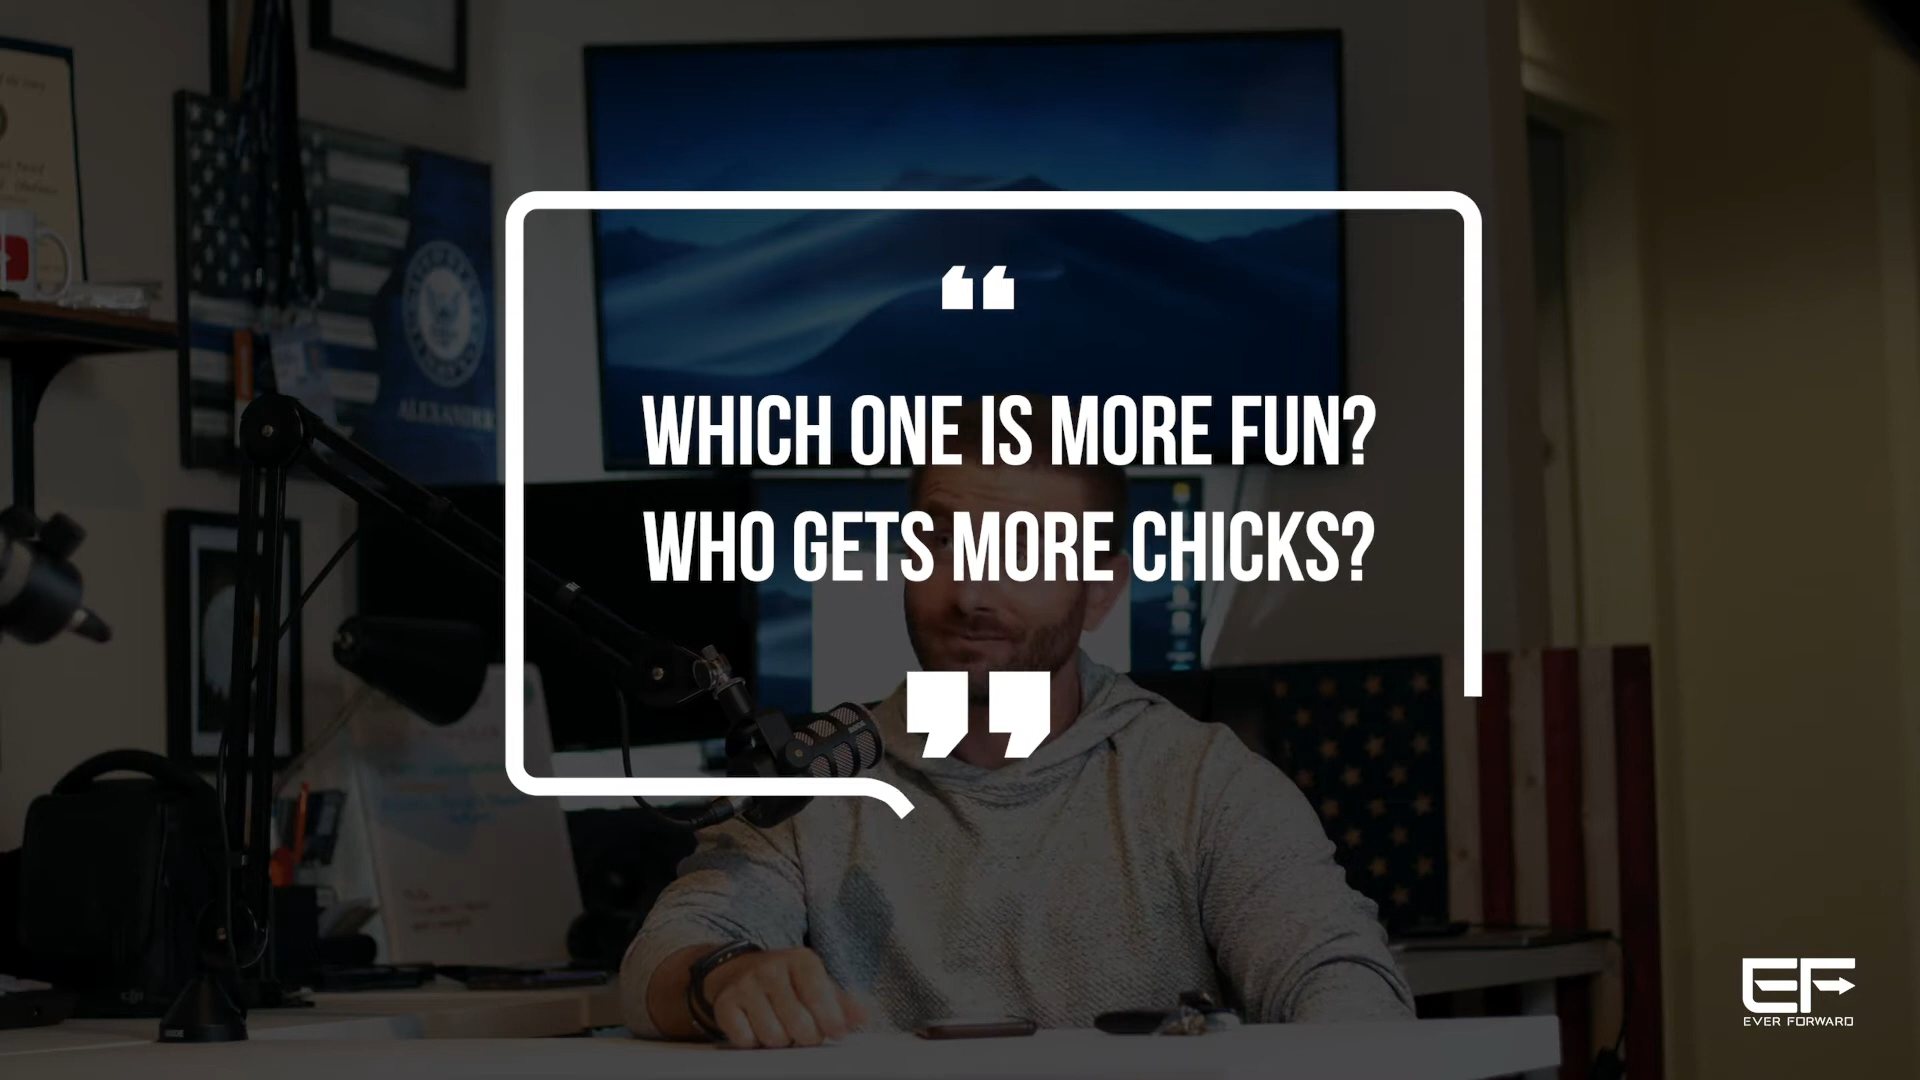 WHICH ONE IS MORE FUN?
WHO GETS MORE CHICKS?
EF
EVER FORWARD